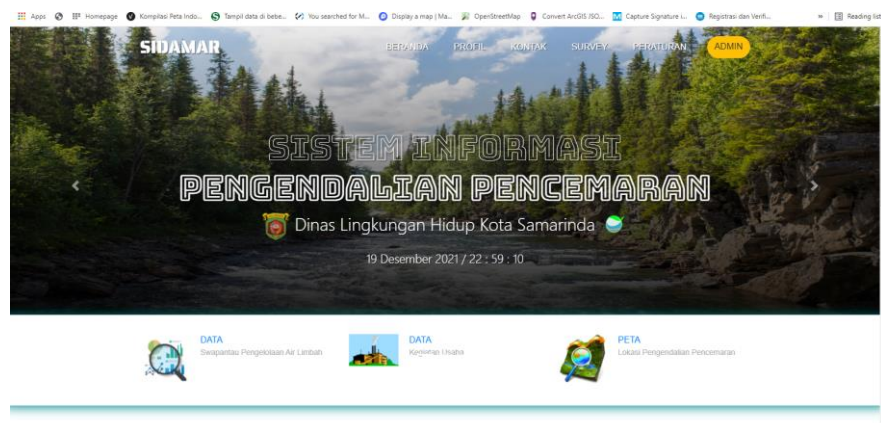 Apps
Homepage
Kompilasi Peta Indo...
Tampil data di bebe...
You searched for M...
Display a map | Ma...
OpenStreetMap
Convert ArcGIS JSO...
Capture Signature i...
Registrasi dan Verifi...
»
Reading list
SIDAMAR
BERANDA PROFIL KONTAK SURVEY PERATURAN ADMIN
SISTEM INFORMASI
PENGENDALIAN PENCEMARAN
Dinas Lingkungan Hidup Kota Samarinda
19 Desember 2021 / 22 : 59 : 10
DATA
Swapantau Pengelolaan Air Limbah
DATA
Kegiatan Usaha
PETA
Lokasi Pengendalian Pencemaran